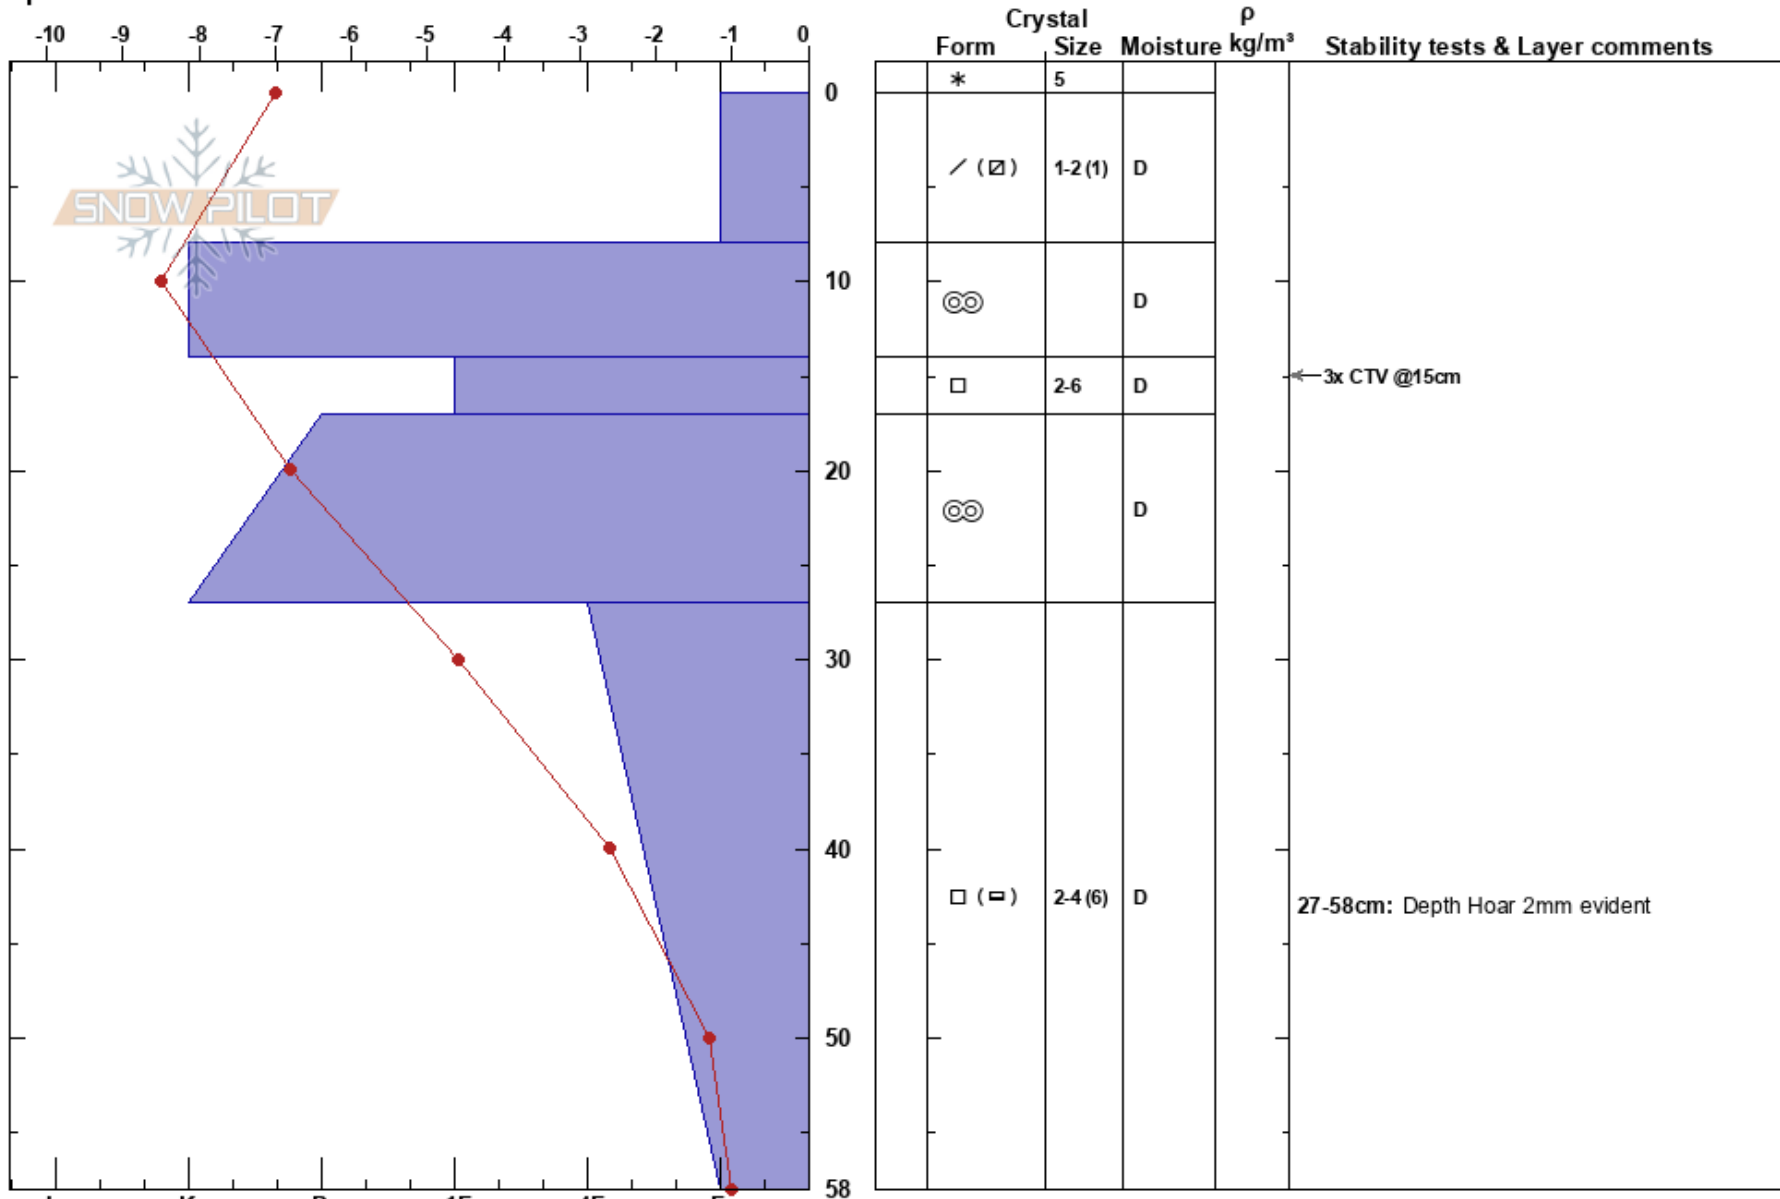 Crystal ρ
-10 -9 -8 -7 -6 -5 -4 -3 -2 -1 0
Form Size Moisture kg/m³ Stability tests & Layer comments
5
0
1-2 (1) D
SNOW PILOT
10
D
2-6 D
3x CTV @15cm
20
D
30
40
2-4 (6) D
27-58cm: Depth Hoar 2mm evident
50
58